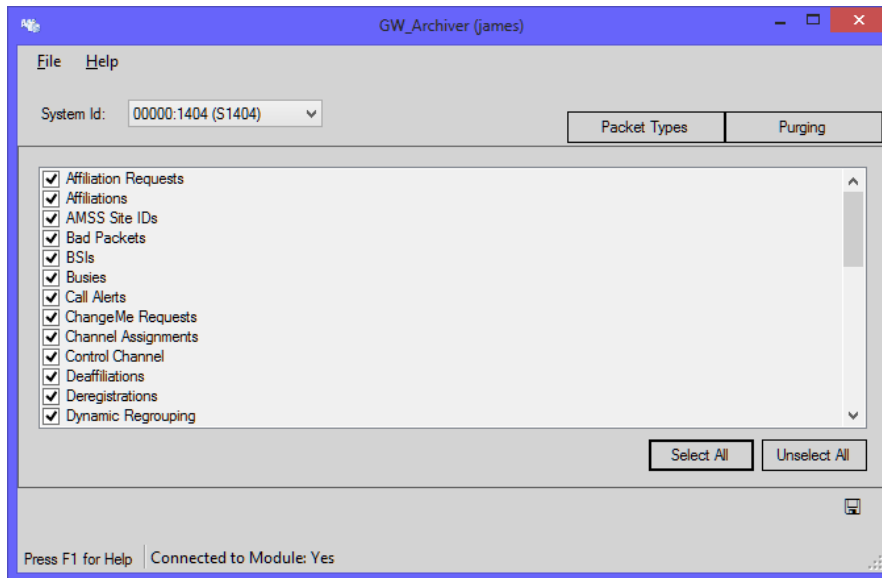 GW_Archiver (james)
File Help
System Id: 00000:1404 (S1404)
Packet Types Purging
Affiliation Requests
Affiliations
AMSS Site IDs
Bad Packets
BSIs
Busies
Call Alerts
ChangeMe Requests
Channel Assignments
Control Channel
Deaffiliations
Deregistrations
Dynamic Regrouping
Select All Unselect All
Press F1 for Help Connected to Module: Yes